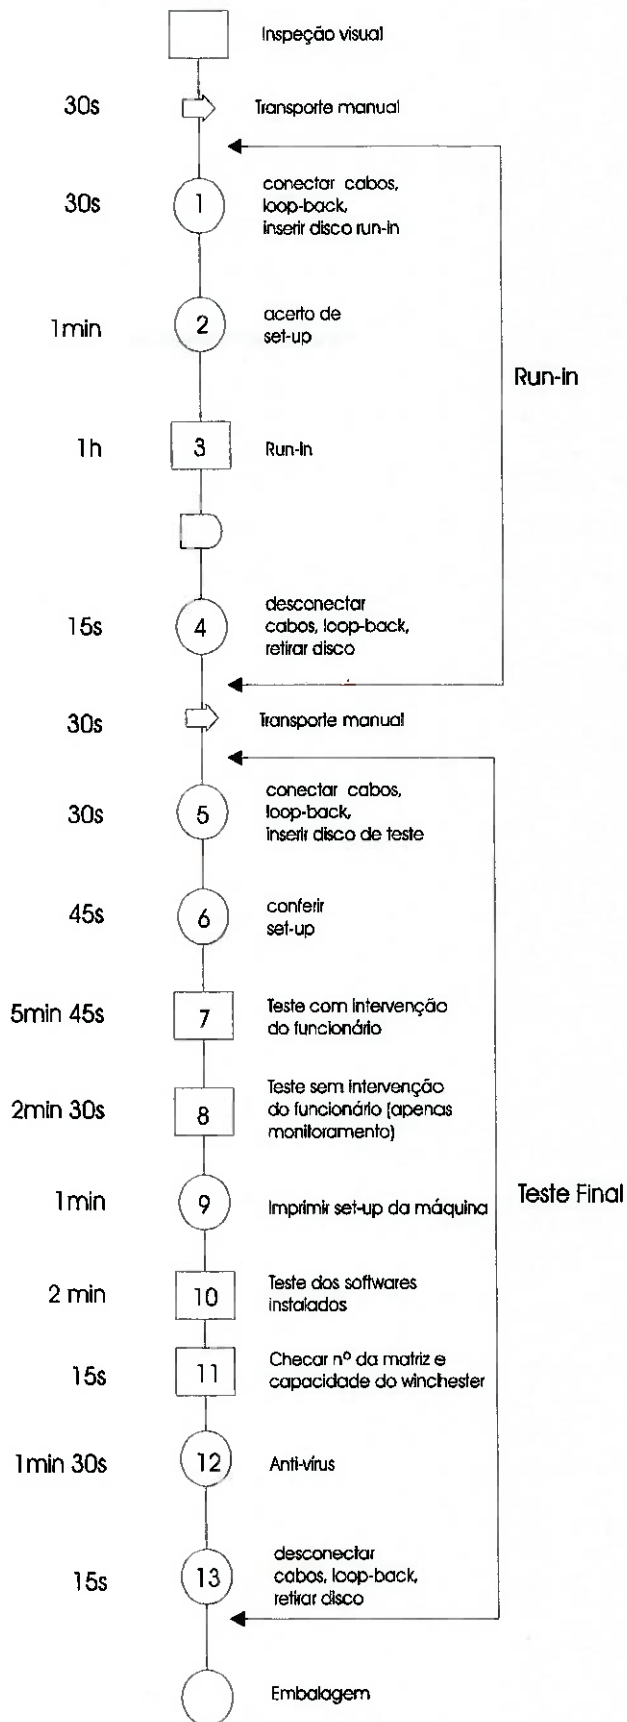 Inspeção visual
30s
Transporte manual
30s
1
conectar cabos,
loop-back,
inserir disco run-in
1min
2
acerto de
set-up
Run-in
1h
3
Run-in
15s
4
desconectar
cabos, loop-back,
retirar disco
30s
Transporte manual
30s
5
conectar cabos,
loop-back,
inserir disco de teste
45s
6
conferir
set-up
5min 45s
7
Teste com intervenção
do funcionário
2min 30s
8
Teste sem intervenção
do funcionário (apenas
monitoramento)
1min
9
Imprimir set-up da máquina
Teste Final
2 min
10
Teste dos softwares
instalados
15s
11
Checar nº da matriz e
capacidade do winchester
1min 30s
12
Anti-vírus
15s
13
desconectar
cabos, loop-back,
retirar disco
Embalagem